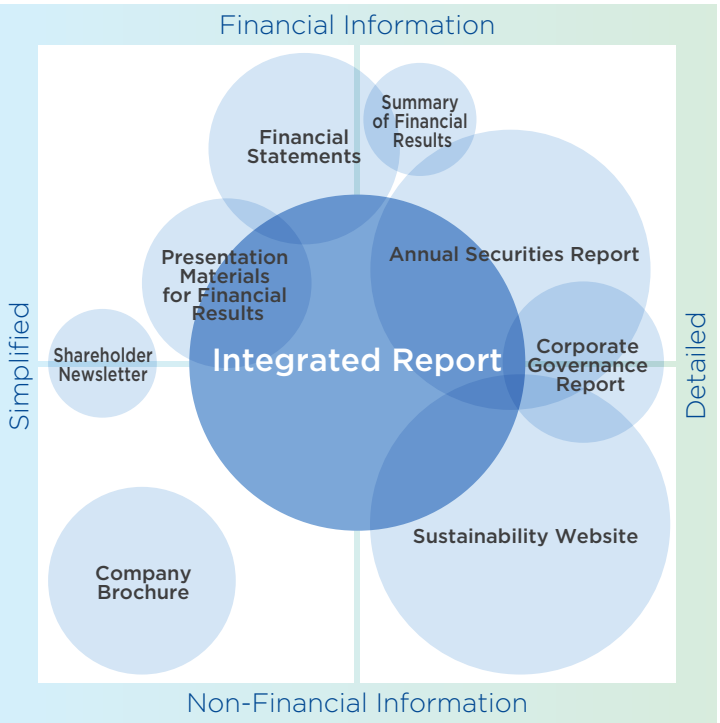 Financial Information
Summary
of Financial
Results
Financial
Statements
Annual Securities Report
Presentation
Materials
for Financial
Results
Simplified
Shareholder
Newsletter
Integrated Report
Corporate
Governance
Report
Detailed
Sustainability Website
Company
Brochure
Non-Financial Information